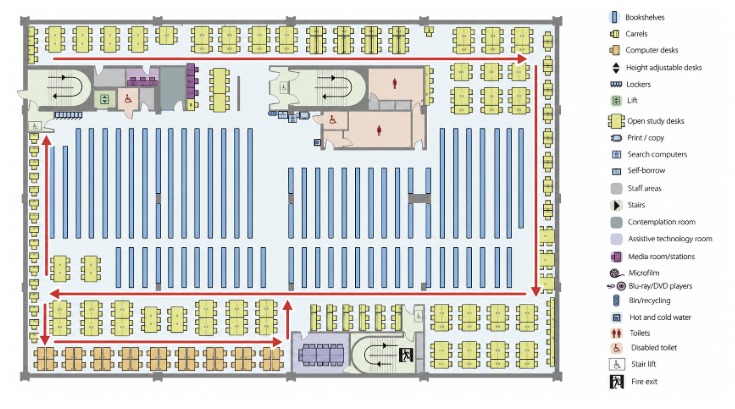 Bookshelves
Carrels
Computer desks
Height adjustable desks
Lockers
Lift
Open study desks
Print / copy
Search computers
Self-borrow
Staff areas
Stairs
Contemplation room
Assistive technology room
Media room/stations
Microfilm
Blu-ray/DVD players
Bin/recycling
Hot and cold water
Toilets
Disabled toilet
Stair lift
Fire exit